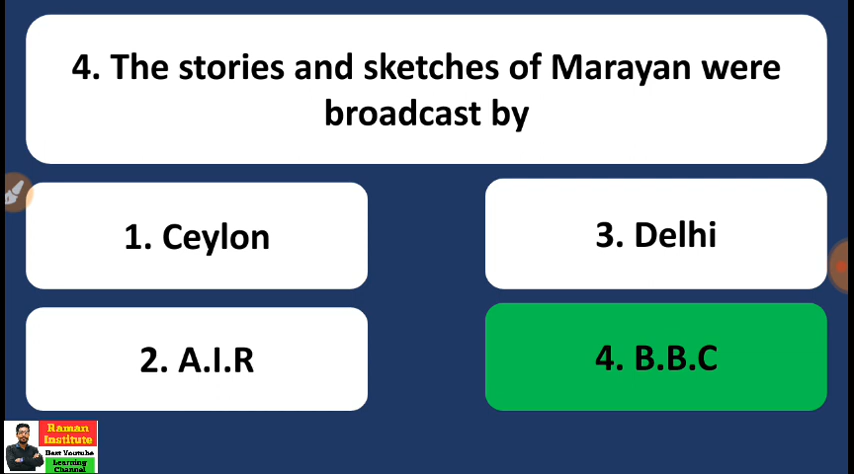 4. The stories and sketches of Marayan were
broadcast by
1. Ceylon
3. Delhi
2. A.I.R
4. B.B.C
Raman
Institute
Best Youtube
Learning
Channel